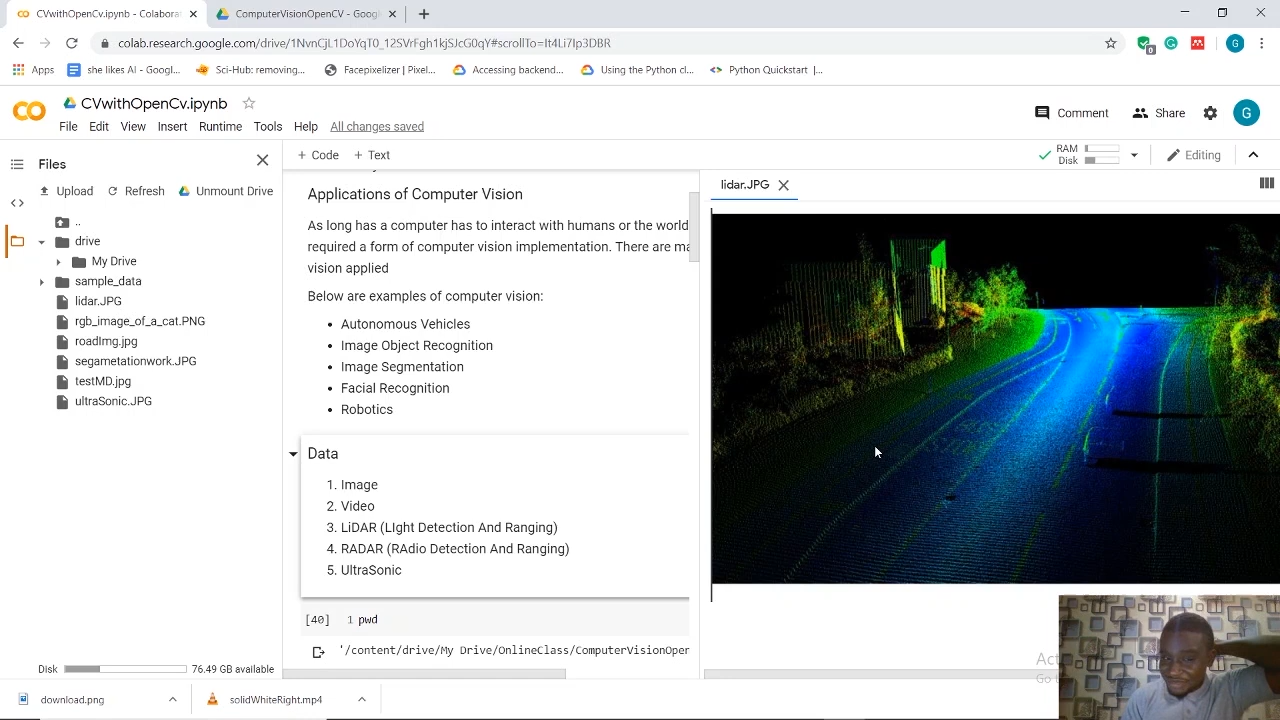 CVwithOpenCv.ipynb - Colabora
ComputerVisionOpenCV - Googl
colab.research.google.com/drive/1NvnCjL1DoYqT0_12SVrFgh1kjSJcG0qY#scrollTo=It4Li7Ip3DBR
Apps
she likes AI - Googl...
Sci-Hub: removing...
Facepixelizer | Pixel...
Accessing backend...
Using the Python cl...
Python Quickstart |...
CVwithOpenCv.ipynb
Comment
Share
G
File Edit View Insert Runtime Tools Help All changes saved
Files
+ Code + Text
RAM
Disk
Editing
Upload Refresh Unmount Drive
..
drive
My Drive
sample_data
lidar.JPG
rgb_image_of_a_cat.PNG
roadImg.jpg
segametationwork.JPG
testMD.jpg
ultraSonic.JPG
Disk 76.49 GB available
Applications of Computer Vision
As long has a computer has to interact with humans or the world
required a form of computer vision implementation. There are ma
vision applied
Below are examples of computer vision:
• Autonomous Vehicles
• Image Object Recognition
• Image Segmentation
• Facial Recognition
• Robotics
Data
1. Image
2. Video
3. LiDAR (LIght Detection And Ranging)
4. RADAR (RAdio Detection And Ranging)
5. UltraSonic
[40] 1 pwd
'/content/drive/My Drive/OnlineClass/ComputerVisionOpen
lidar.JPG
Go to
download.png
solidWhiteRight.mp4